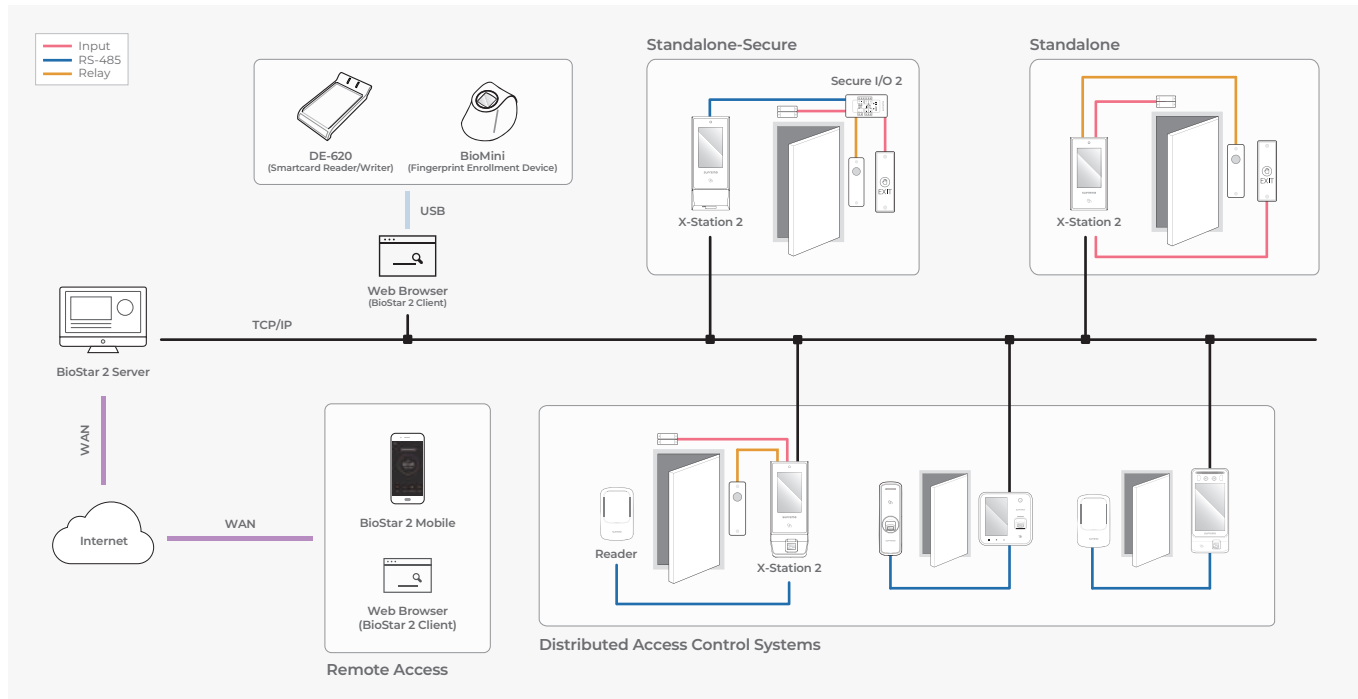 Input
RS-485
Relay
DE-620
(Smartcard Reader/Writer)
BioMini
(Fingerprint Enrollment Device)
USB
Web Browser
(BioStar 2 Client)
TCP/IP
BioStar 2 Server
WAN
Internet
WAN
BioStar 2 Mobile
Web Browser
(BioStar 2 Client)
Remote Access
Standalone-Secure
Secure I/O 2
X-Station 2
EXIT
Standalone
X-Station 2
EXIT
Reader
X-Station 2
Distributed Access Control Systems